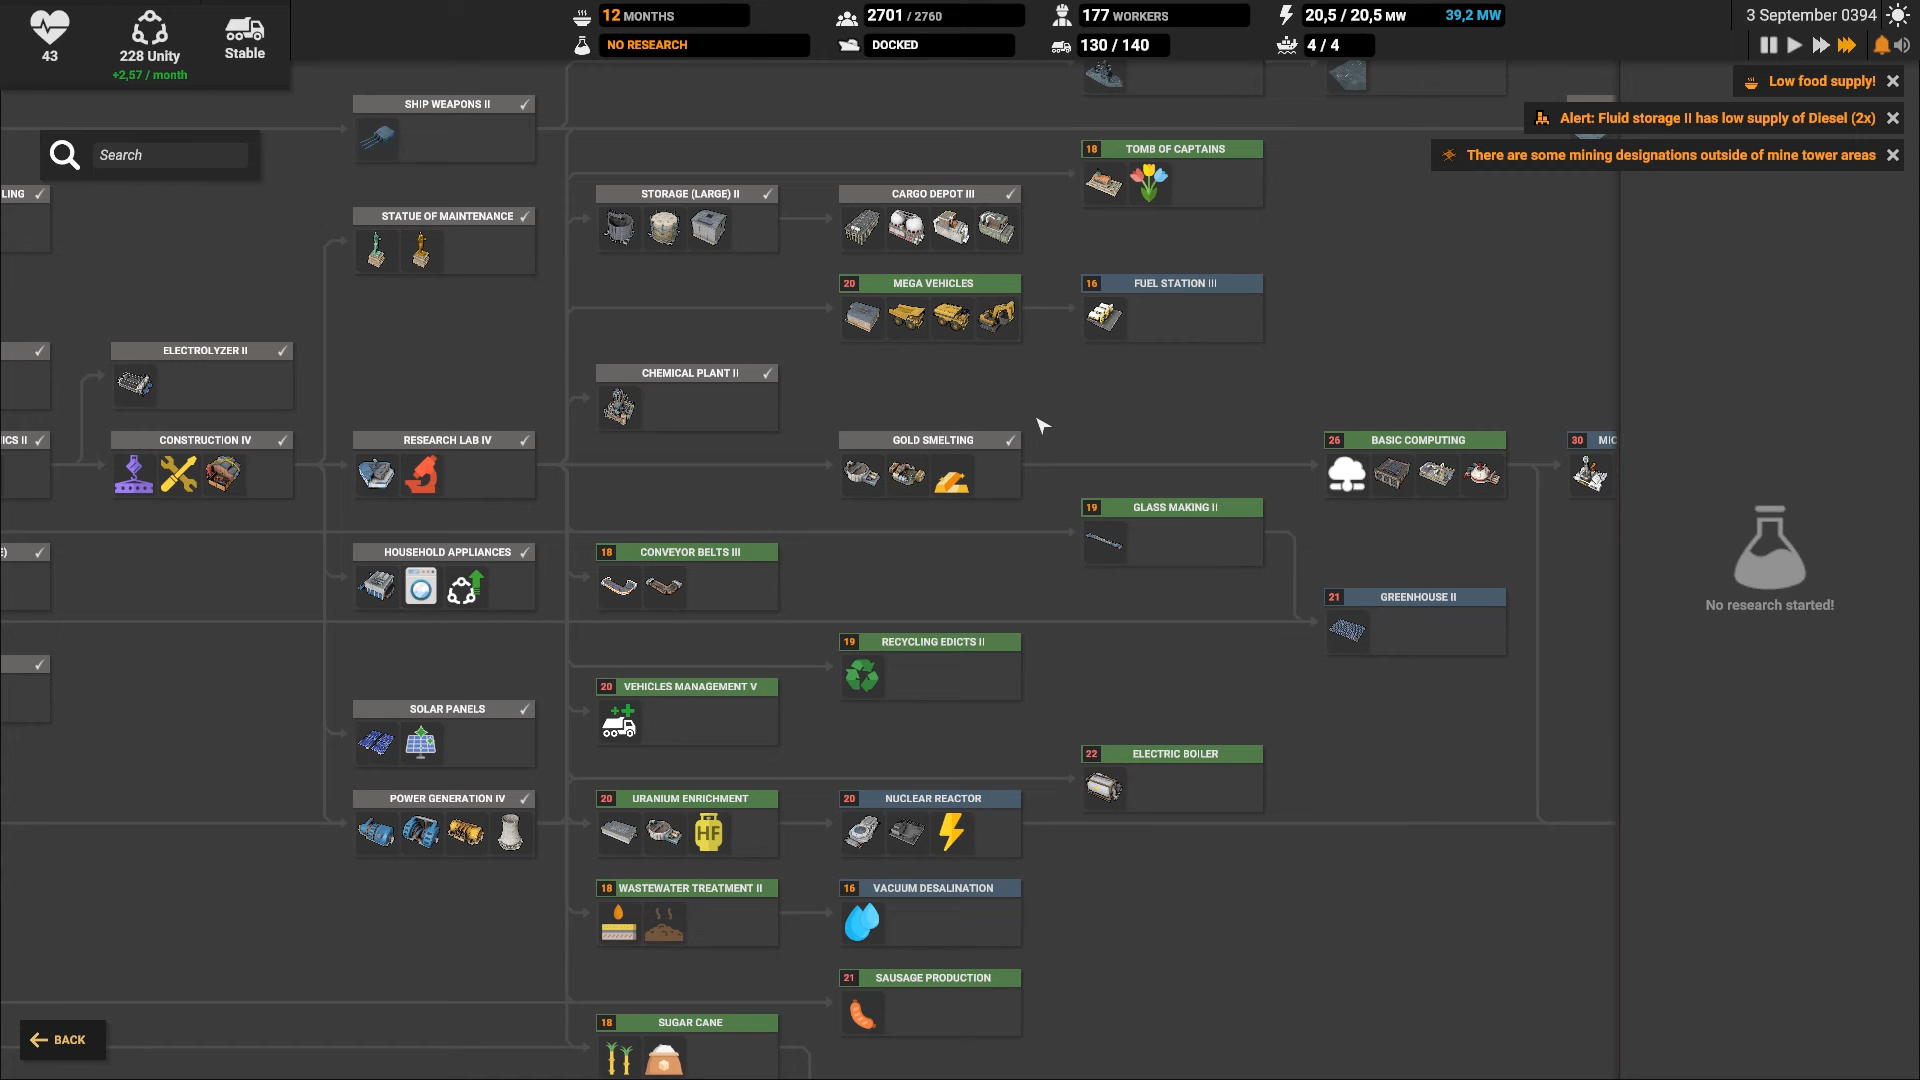 43
228 Unity
+2,57 / month
Stable
12 MONTHS
NO RESEARCH
2701 / 2760
DOCKED
177 WORKERS
130 / 140
20,5 / 20,5 MW
39,2 MW
4 / 4
3 September 0394
Low food supply!
Alert: Fluid storage II has low supply of Diesel (2x)
There are some mining designations outside of mine tower areas
Search
SHIP WEAPONS II
18 TOMB OF CAPTAINS
LING
STORAGE (LARGE) II
CARGO DEPOT III
STATUE OF MAINTENANCE
20 MEGA VEHICLES
16 FUEL STATION III
ELECTROLYZER II
CHEMICAL PLANT II
ICS II
CONSTRUCTION IV
RESEARCH LAB IV
GOLD SMELTING
26 BASIC COMPUTING
30 MIC
19 GLASS MAKING II
E)
HOUSEHOLD APPLIANCES
18 CONVEYOR BELTS III
21 GREENHOUSE II
No research started!
19 RECYCLING EDICTS II
20 VEHICLES MANAGEMENT V
SOLAR PANELS
22 ELECTRIC BOILER
POWER GENERATION IV
20 URANIUM ENRICHMENT
20 NUCLEAR REACTOR
HF
18 WASTEWATER TREATMENT II
16 VACUUM DESALINATION
21 SAUSAGE PRODUCTION
18 SUGAR CANE
BACK